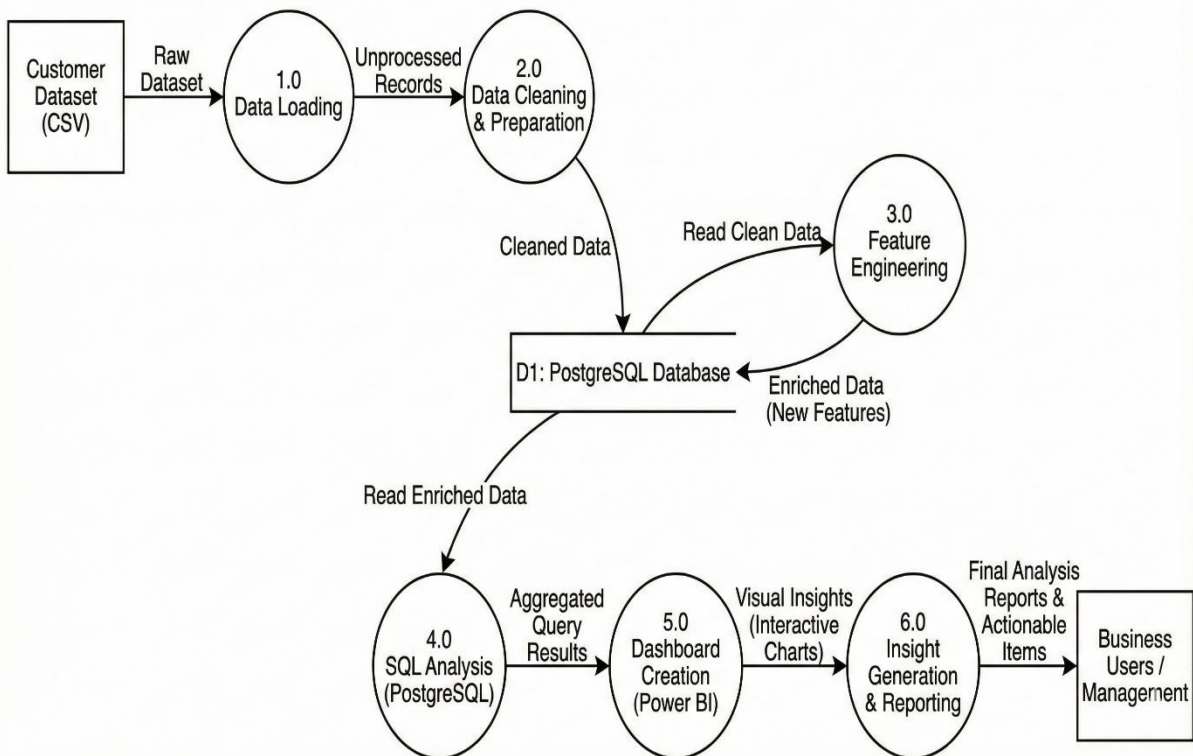 Customer
Dataset
(CSV)
Raw
Dataset
1.0
Data Loading
Unprocessed
Records
2.0
Data Cleaning
& Preparation
Cleaned Data
Read Clean Data
3.0
Feature
Engineering
D1: PostgreSQL Database
Enriched Data
(New Features)
Read Enriched Data
4.0
SQL Analysis
(PostgreSQL)
Aggregated
Query
Results
5.0
Dashboard
Creation
(Power BI)
Visual Insights
(Interactive
Charts)
6.0
Insight
Generation
& Reporting
Final Analysis
Reports &
Actionable
Items
Business
Users /
Management